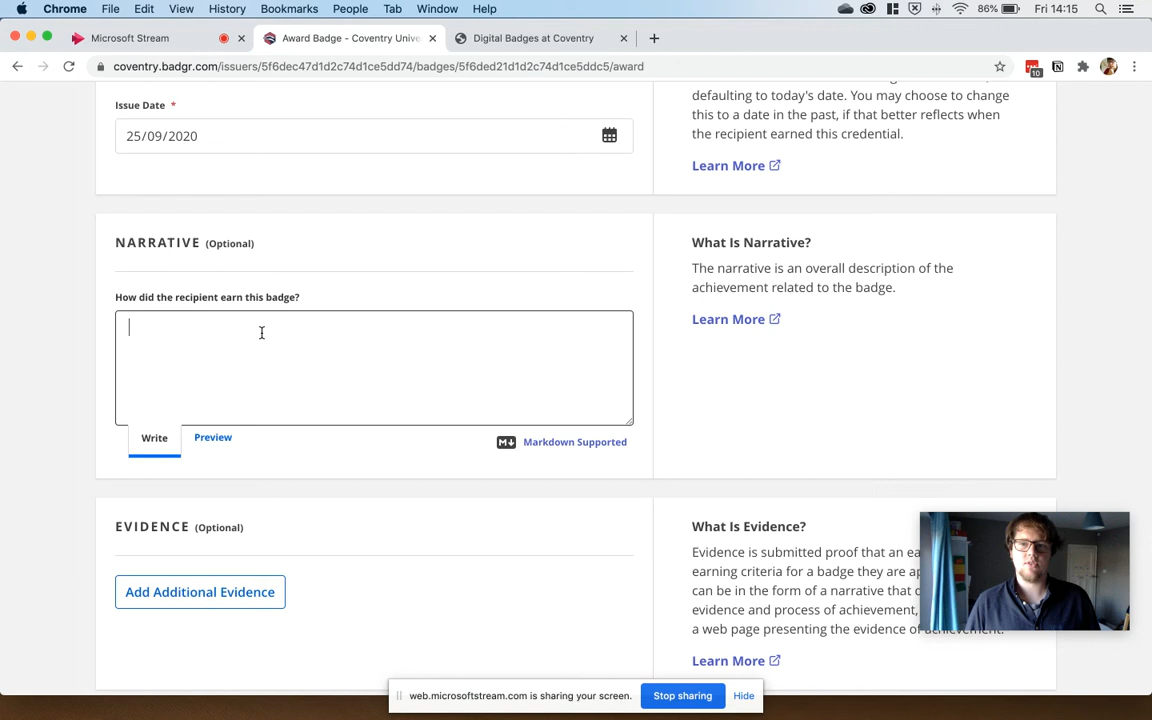 Chrome File Edit View History Bookmarks People Tab Window Help 86% Fri 14:15
Microsoft Stream Award Badge - Coventry Unive Digital Badges at Coventry
coventry.badgr.com/issuers/5f6dec47d1d2c74d1ce5dd74/badges/5f6ded21d1d2c74d1ce5ddc5/award 10
Issue Date *
25/09/2020
defaulting to today's date. You may choose to change
this to a date in the past, if that better reflects when
the recipient earned this credential.
Learn More
NARRATIVE (Optional)
How did the recipient earn this badge?
Write Preview Markdown Supported
What Is Narrative?
The narrative is an overall description of the
achievement related to the badge.
Learn More
EVIDENCE (Optional)
Add Additional Evidence
What Is Evidence?
Evidence is submitted proof that an ea
earning criteria for a badge they are ap
can be in the form of a narrative that
evidence and process of achievement,
a web page presenting the evidence of achievement.
Learn More
web.microsoftstream.com is sharing your screen. Stop sharing Hide